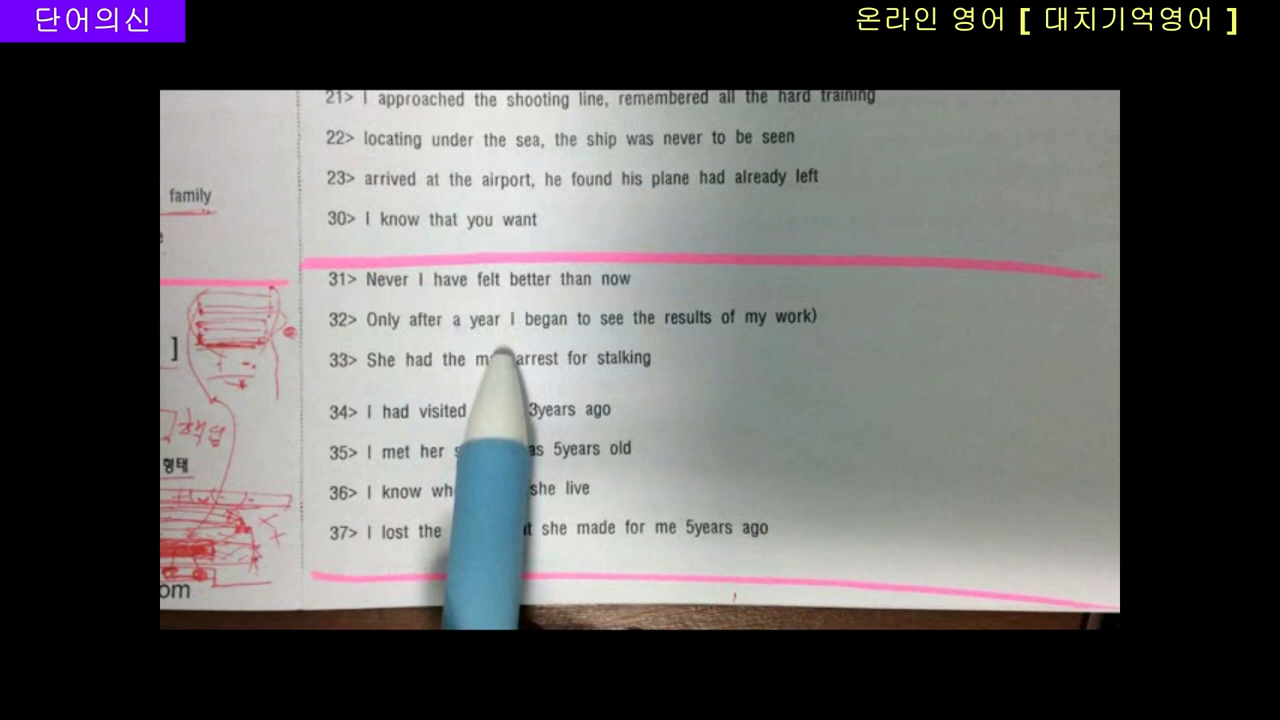 단어의신
온라인 영어 [ 대치기억영어 ]
21> I approached the shooting line, remembered all the hard training
22> locating under the sea, the ship was never to be seen
23> arrived at the airport, he found his plane had already left
family
30> I know that you want
31> Never I have felt better than now
32> Only after a year I began to see the results of my work)
]
33> She had the arrest for stalking
34> I had visited 3years ago
35> I met her as 5years old
형태
36> I know she live
37> I lost the she made for me 5years ago
om